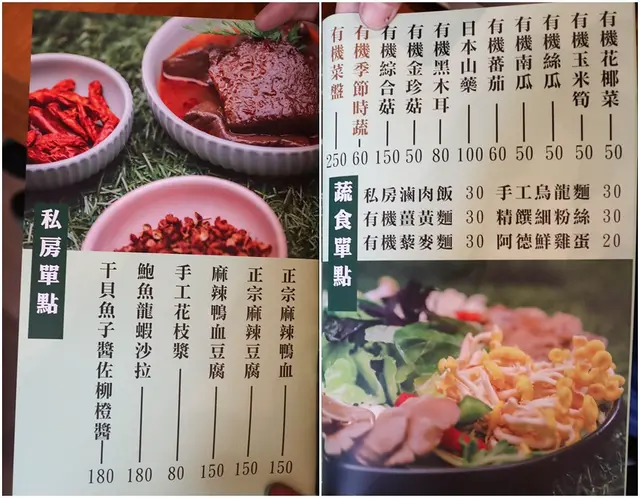 私房單點
正宗麻辣鴨血 150
正宗麻辣豆腐 150
麻辣鴨血豆腐 150
手工花枝漿 80
鮑魚龍蝦沙拉 180
干貝魚子醬佐柳橙醬 180
有機花椰菜 50
有機玉米筍 50
有機絲瓜 50
有機南瓜 50
有機蕃茄 60
日本山藥 100
有機黑木耳 80
有機金珍菇 50
有機綜合菇 150
有機季節時蔬 60
有機菜盤 250
蔬食單點
私房滷肉飯 30 手工烏龍麵 30
有機薑黃麵 30 精饌細粉絲 30
有機藜麥麵 30 阿德鮮雞蛋 20